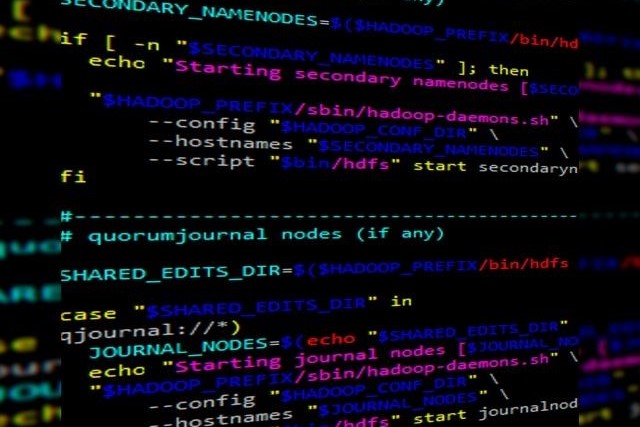 SECONDARY_NAMENODES=$($HADOOP_PREFIX/bin/hd
if [ -n "$SECONDARY_NAMENODES" ]; then
echo "Starting secondary namenodes [$SECO
"$HADOOP_PREFIX/sbin/hadoop-daemons.sh" \
--config "$HADOOP_CONF_DIR" \
--hostnames "$SECONDARY_NAMENODES" \
--script "$bin/hdfs" start secondaryn
fi
#---------------------------------------------
# quorumjournal nodes (if any)
SHARED_EDITS_DIR=$($HADOOP_PREFIX/bin/hdfs
case "$SHARED_EDITS_DIR" in
qjournal://*)
JOURNAL_NODES=$(echo "$SHARED_EDITS_DIR"
echo "Starting journal nodes [$JOURNAL_NO
"$HADOOP_PREFIX/sbin/hadoop-daemons.sh" \
--config "$HADOOP_CONF_DIR" \
--hostnames "$JOURNAL_NODES" \
/hdfs" start journalnod